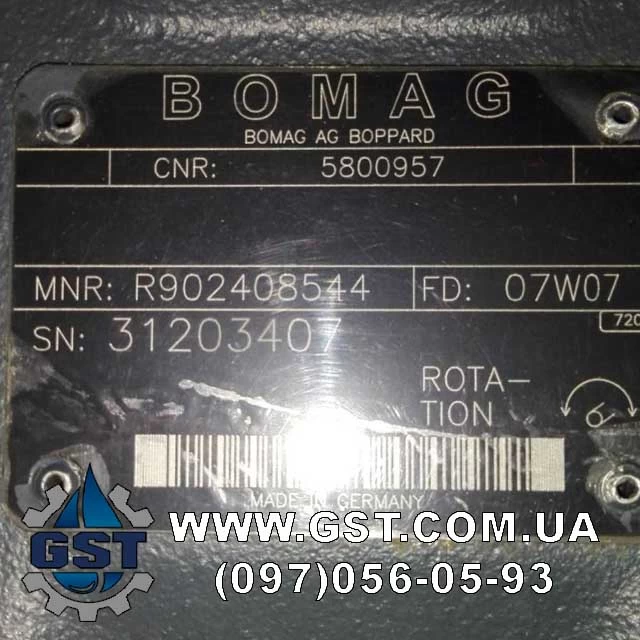 BOMAG
BOMAG AG BOPPARD
CNR: 5800957
MNR: R902408544 FD: 07W07
SN: 31203407
720
ROTA-
TION
MADE IN GERMANY
GST
WWW.GST.COM.UA
(097)056-05-93